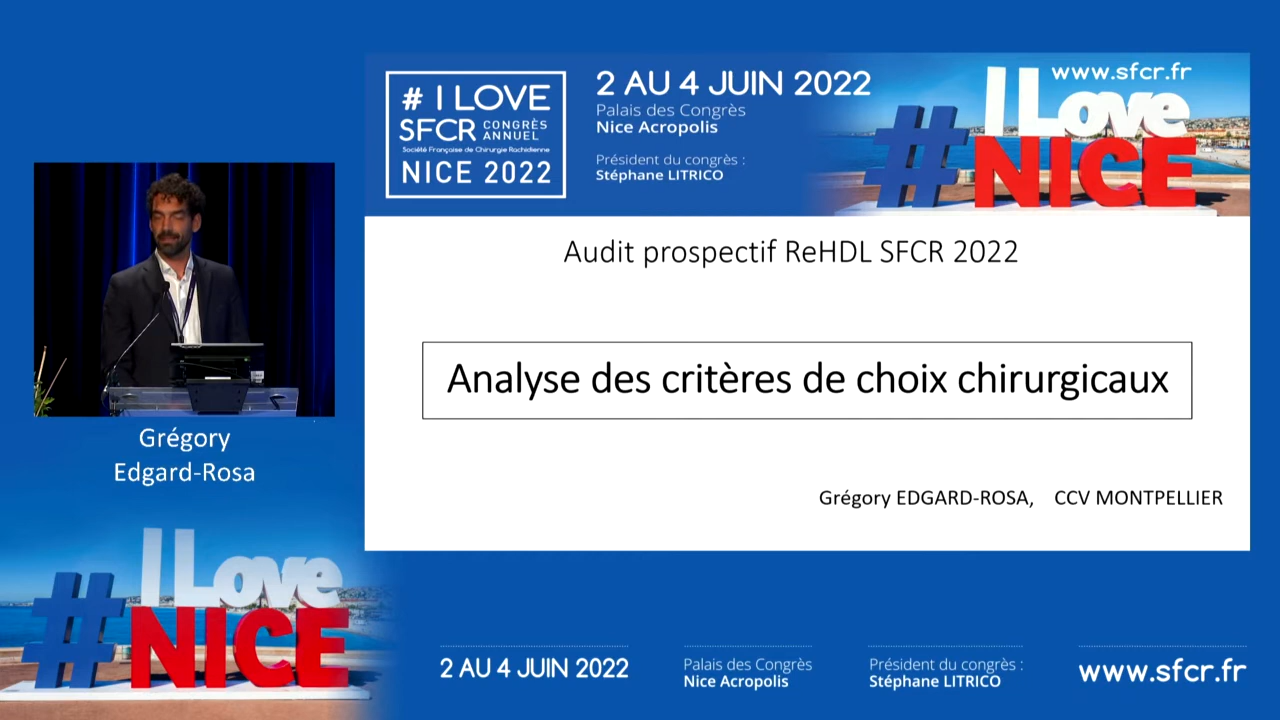 # I LOVE
SFCR CONGRÈS
ANNUEL
Société Française de Chirurgie Rachidienne
NICE 2022
2 AU 4 JUIN 2022
Palais des Congrès
Nice Acropolis
Président du congrès :
Stéphane LITRICO
www.sfcr.fr
# I Love
NICE
Audit prospectif ReHDL SFCR 2022
Analyse des critères de choix chirurgicaux
Grégory EDGARD-ROSA, CCV MONTPELLIER
Grégory
Edgard-Rosa
# I Love
NICE
2 AU 4 JUIN 2022
Palais des Congrès
Nice Acropolis
Président du congrès :
Stéphane LITRICO
www.sfcr.fr